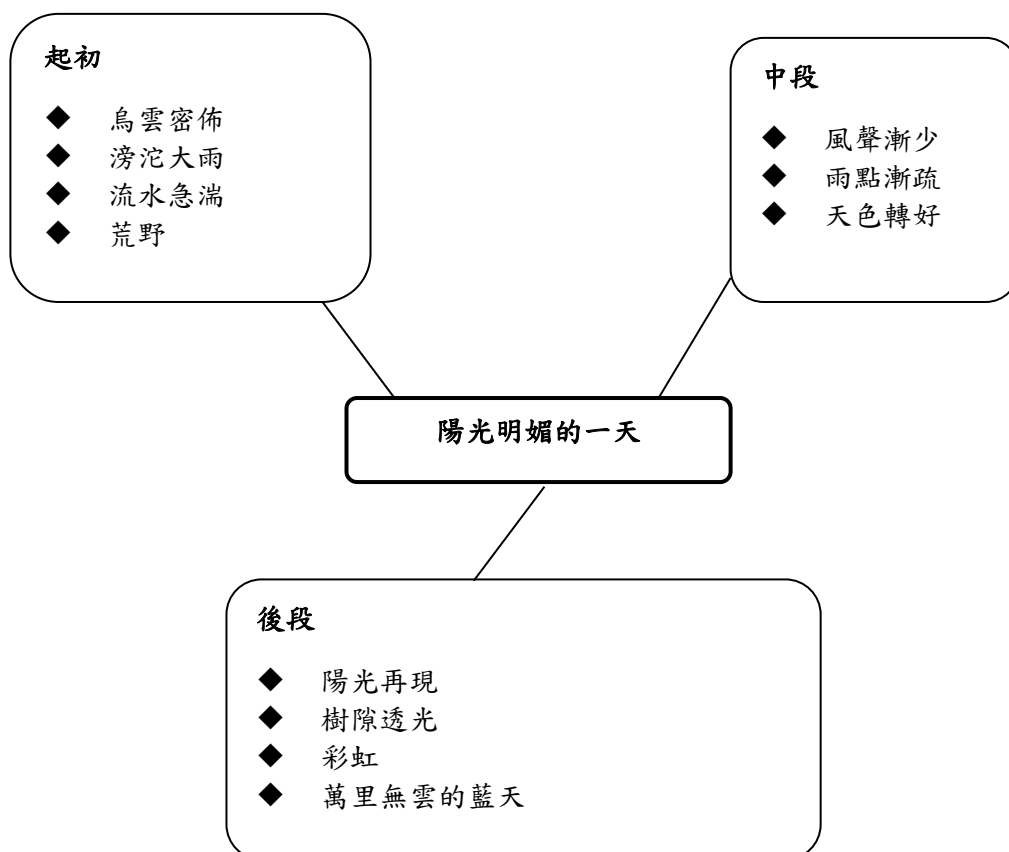 起初
◆ 烏雲密佈
◆ 滂沱大雨
◆ 流水急湍
◆ 荒野
中段
◆ 風聲漸少
◆ 雨點漸疏
◆ 天色轉好
陽光明媚的一天
後段
◆ 陽光再現
◆ 樹隙透光
◆ 彩虹
◆ 萬里無雲的藍天